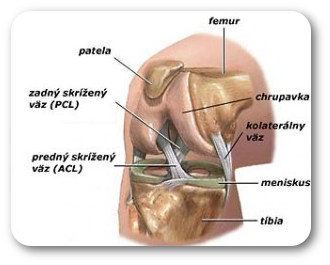 femur
patela
zadný skrížený
väz (PCL)
chrupavka
kolaterálny
väz
predný skrížený
väz (ACL)
meniskus
tíbia